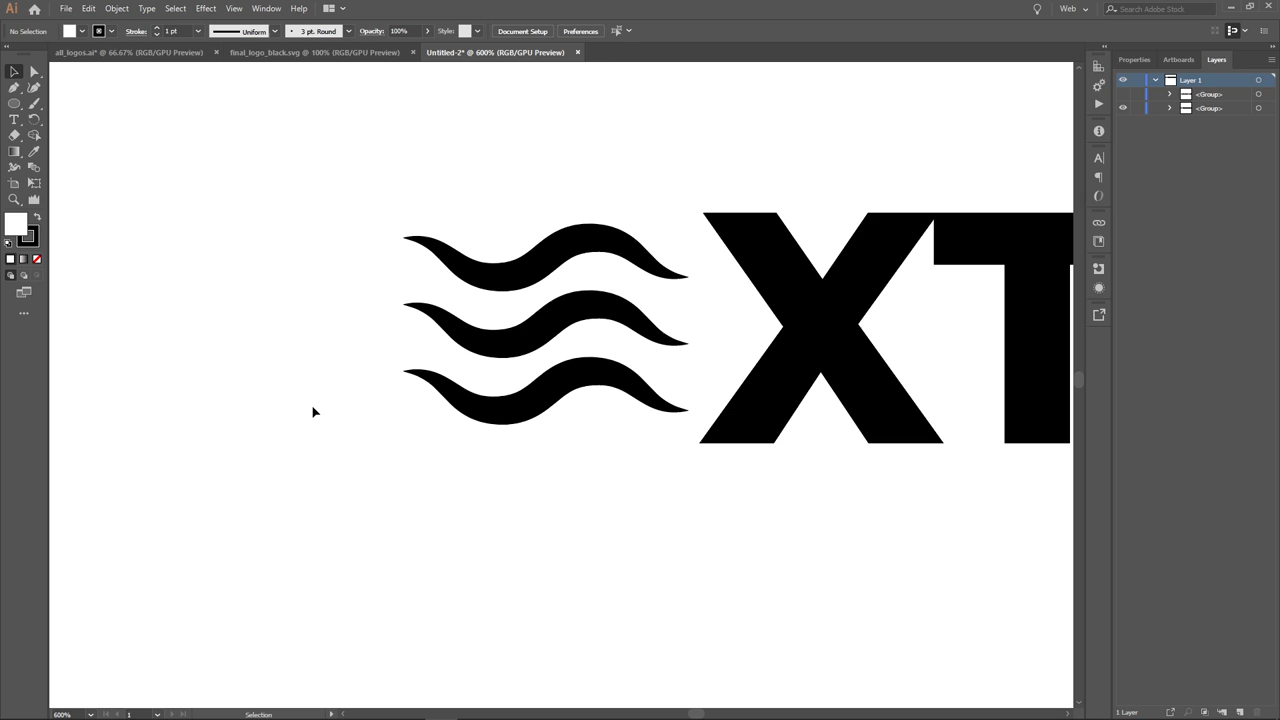 Ai File Edit Object Type Select Effect View Window Help Web Search Adobe Stock
No Selection Stroke: 1 pt Uniform 3 pt. Round Opacity: 100% Style: Document Setup Preferences
all_logos.ai* @ 66.67% (RGB/GPU Preview) × final_logo_black.svg @ 100% (RGB/GPU Preview) × Untitled-2* @ 600% (RGB/GPU Preview) ×
Properties Artboards Layers
Layer 1
<Group>
<Group>
XT
600% 1 Selection 1 Layer